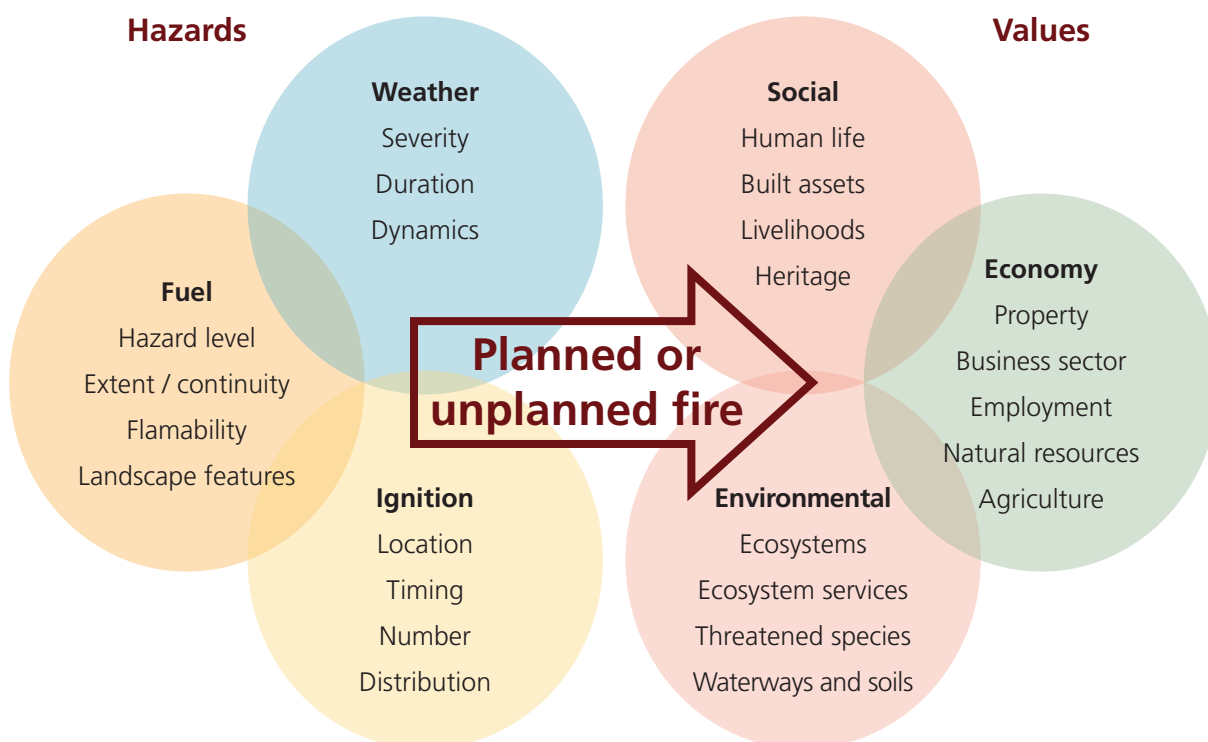 Hazards
Values
Weather
Severity
Duration
Dynamics
Social
Human life
Built assets
Livelihoods
Heritage
Fuel
Hazard level
Extent / continuity
Flamability
Landscape features
Economy
Property
Business sector
Employment
Natural resources
Agriculture
Planned or
unplanned fire
Ignition
Location
Timing
Number
Distribution
Environmental
Ecosystems
Ecosystem services
Threatened species
Waterways and soils